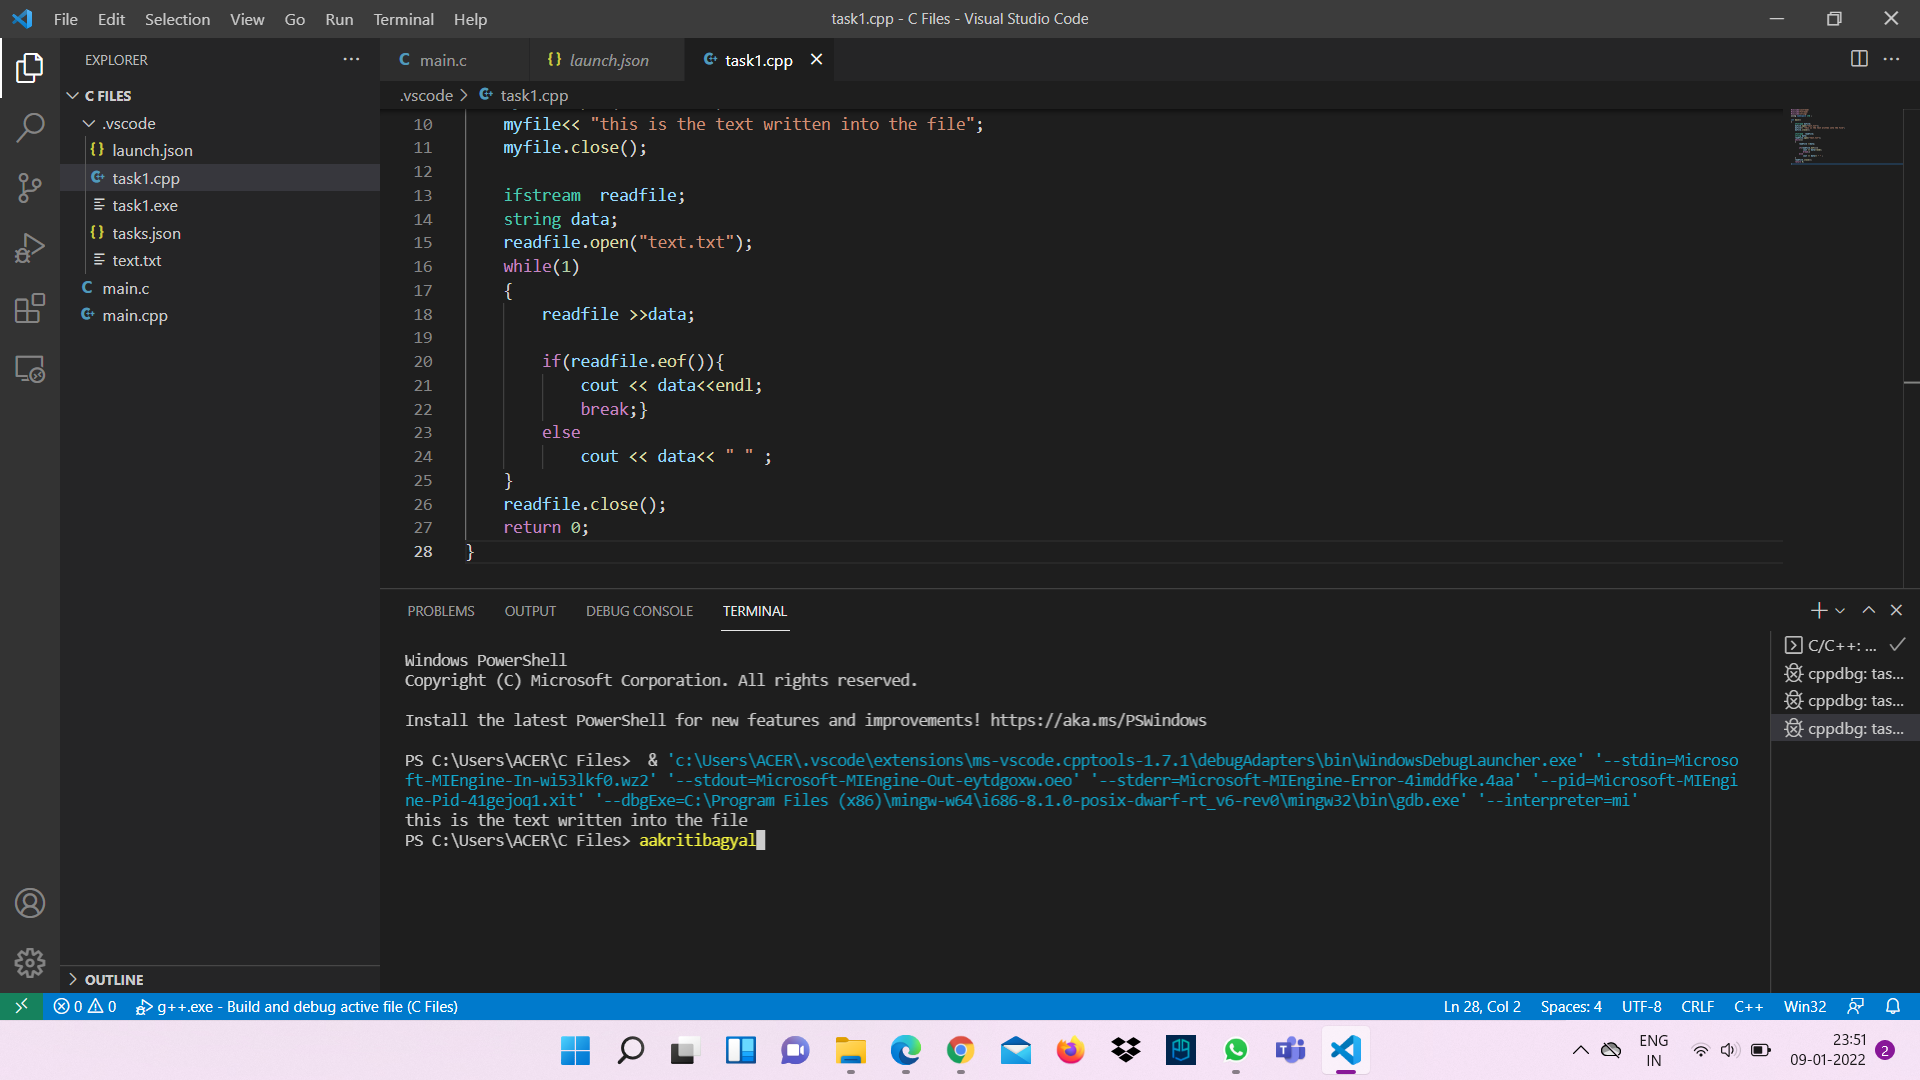 File Edit Selection View Go Run Terminal Help
task1.cpp - C Files - Visual Studio Code
EXPLORER
C FILES
.vscode
launch.json
task1.cpp
task1.exe
tasks.json
text.txt
main.c
main.cpp
OUTLINE
main.c launch.json task1.cpp
.vscode > task1.cpp
10 myfile<< "this is the text written into the file";
11 myfile.close();
12
13 ifstream  readfile;
14 string data;
15 readfile.open("text.txt");
16 while(1)
17 {
18 readfile >>data;
19
20 if(readfile.eof()){
21 cout << data<<endl;
22 break;}
23 else
24 cout << data<< " " ;
25 }
26 readfile.close();
27 return 0;
28 }
PROBLEMS OUTPUT DEBUG CONSOLE TERMINAL
Windows PowerShell
Copyright (C) Microsoft Corporation. All rights reserved.
Install the latest PowerShell for new features and improvements! https://aka.ms/PSWindows
PS C:\Users\ACER\C Files>  & 'c:\Users\ACER\.vscode\extensions\ms-vscode.cpptools-1.7.1\debugAdapters\bin\WindowsDebugLauncher.exe' '--stdin=Microso
ft-MIEngine-In-wi53lkf0.wz2' '--stdout=Microsoft-MIEngine-Out-eytdgoxw.oeo' '--stderr=Microsoft-MIEngine-Error-4imddfke.4aa' '--pid=Microsoft-MIEngi
ne-Pid-41gejoq1.xit' '--dbgExe=C:\Program Files (x86)\mingw-w64\i686-8.1.0-posix-dwarf-rt_v6-rev0\mingw32\bin\gdb.exe' '--interpreter=mi'
this is the text written into the file
PS C:\Users\ACER\C Files> aakritibagyal
C/C++: ...
cppdbg: tas...
cppdbg: tas...
cppdbg: tas...
0 0 g++.exe - Build and debug active file (C Files)
Ln 28, Col 2 Spaces: 4 UTF-8 CRLF C++ Win32
ENG
IN
23:51
09-01-2022
2